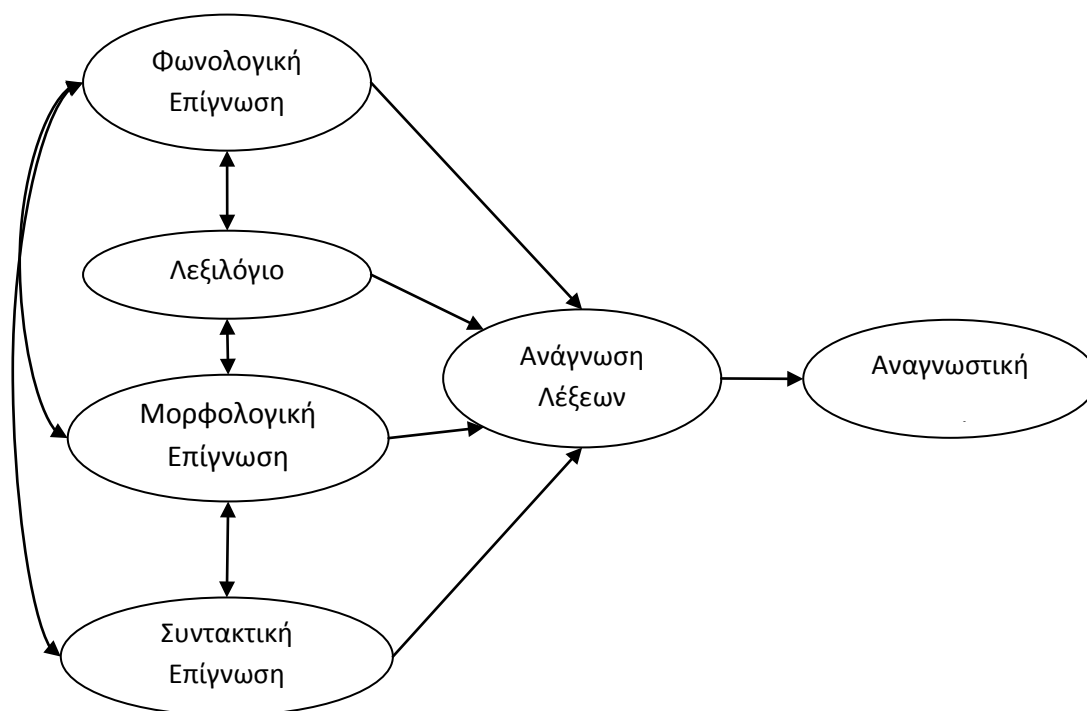 Φωνολογική
Επίγνωση
Λεξιλόγιο
Μορφολογική
Επίγνωση
Συντακτική
Επίγνωση
Ανάγνωση
Λέξεων
Αναγνωστική